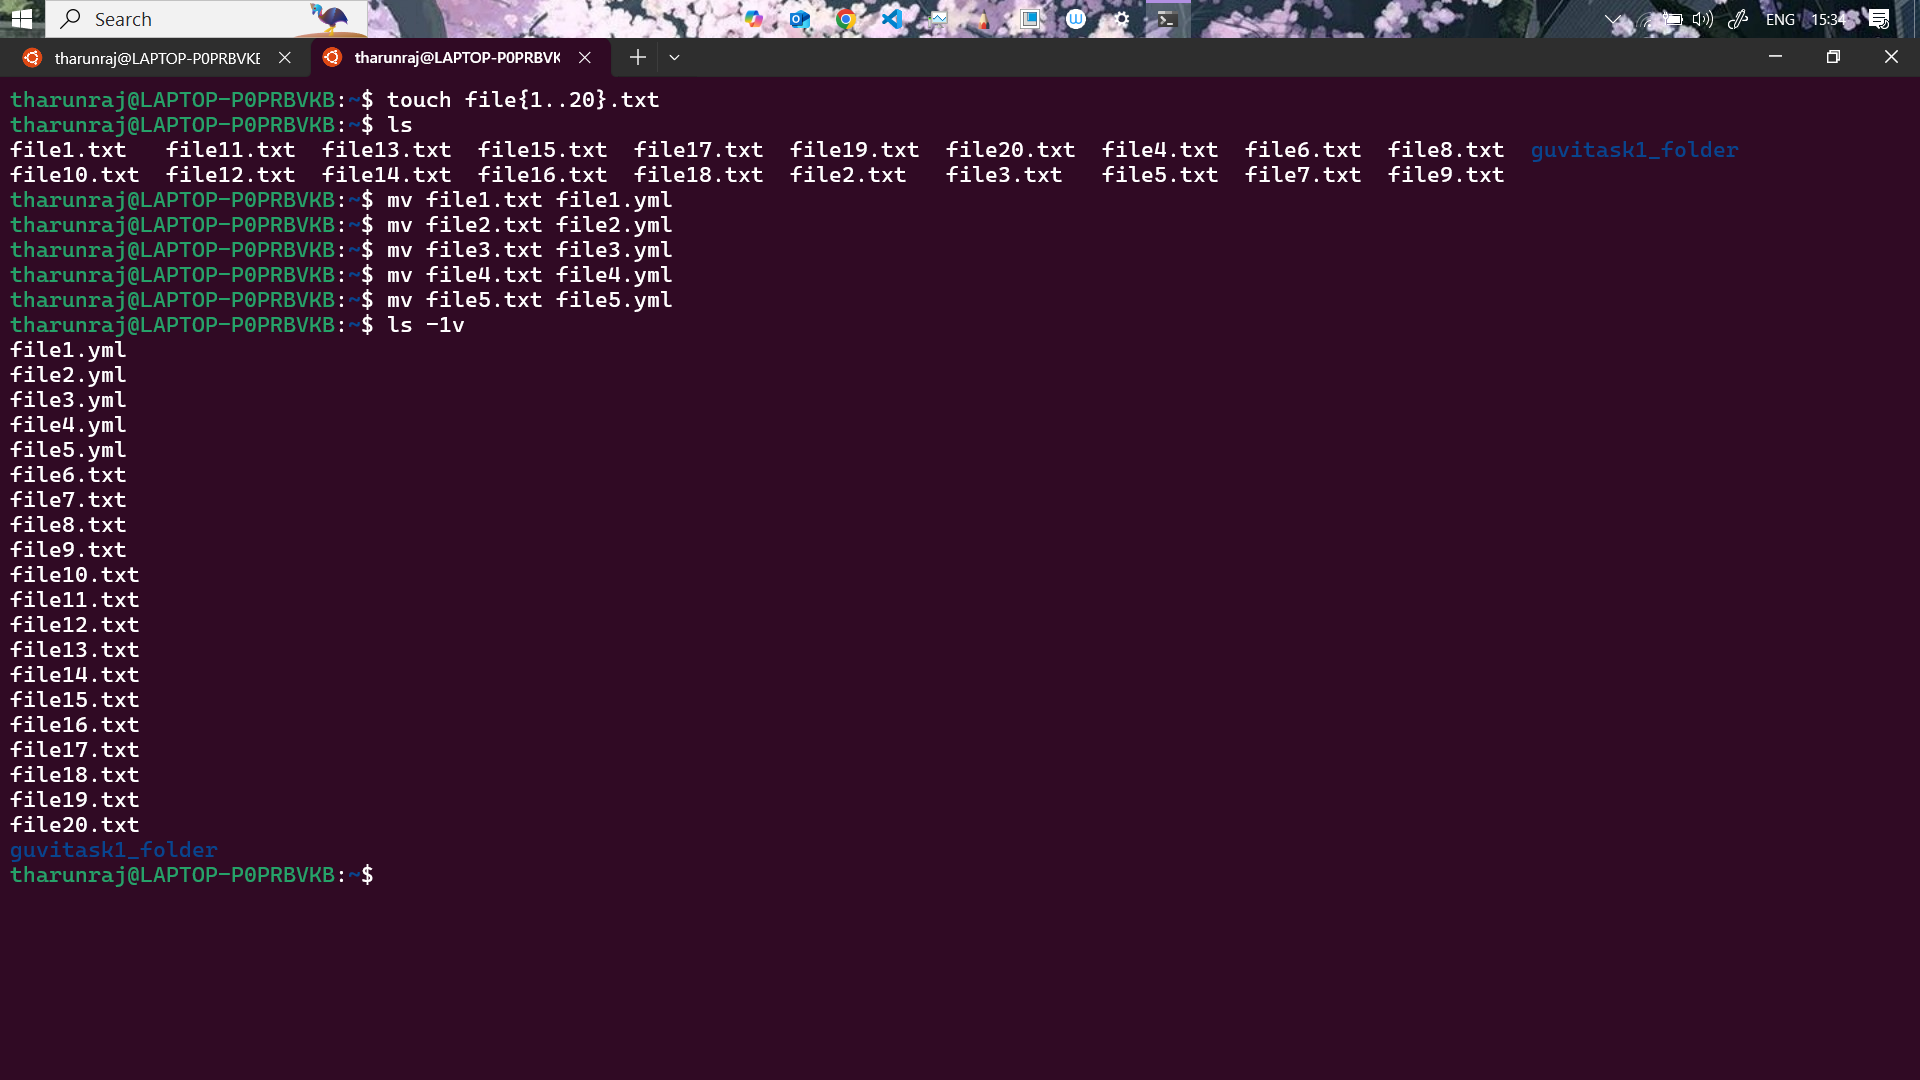 Search
ENG 15:34
tharunraj@LAPTOP-P0PRBVKE tharunraj@LAPTOP-P0PRBVK
tharunraj@LAPTOP-P0PRBVKB:~$ touch file{1..20}.txt
tharunraj@LAPTOP-P0PRBVKB:~$ ls
file1.txt file11.txt file13.txt file15.txt file17.txt file19.txt file20.txt file4.txt file6.txt file8.txt guvitask1_folder
file10.txt file12.txt file14.txt file16.txt file18.txt file2.txt file3.txt file5.txt file7.txt file9.txt
tharunraj@LAPTOP-P0PRBVKB:~$ mv file1.txt file1.yml
tharunraj@LAPTOP-P0PRBVKB:~$ mv file2.txt file2.yml
tharunraj@LAPTOP-P0PRBVKB:~$ mv file3.txt file3.yml
tharunraj@LAPTOP-P0PRBVKB:~$ mv file4.txt file4.yml
tharunraj@LAPTOP-P0PRBVKB:~$ mv file5.txt file5.yml
tharunraj@LAPTOP-P0PRBVKB:~$ ls -1v
file1.yml
file2.yml
file3.yml
file4.yml
file5.yml
file6.txt
file7.txt
file8.txt
file9.txt
file10.txt
file11.txt
file12.txt
file13.txt
file14.txt
file15.txt
file16.txt
file17.txt
file18.txt
file19.txt
file20.txt
guvitask1_folder
tharunraj@LAPTOP-P0PRBVKB:~$